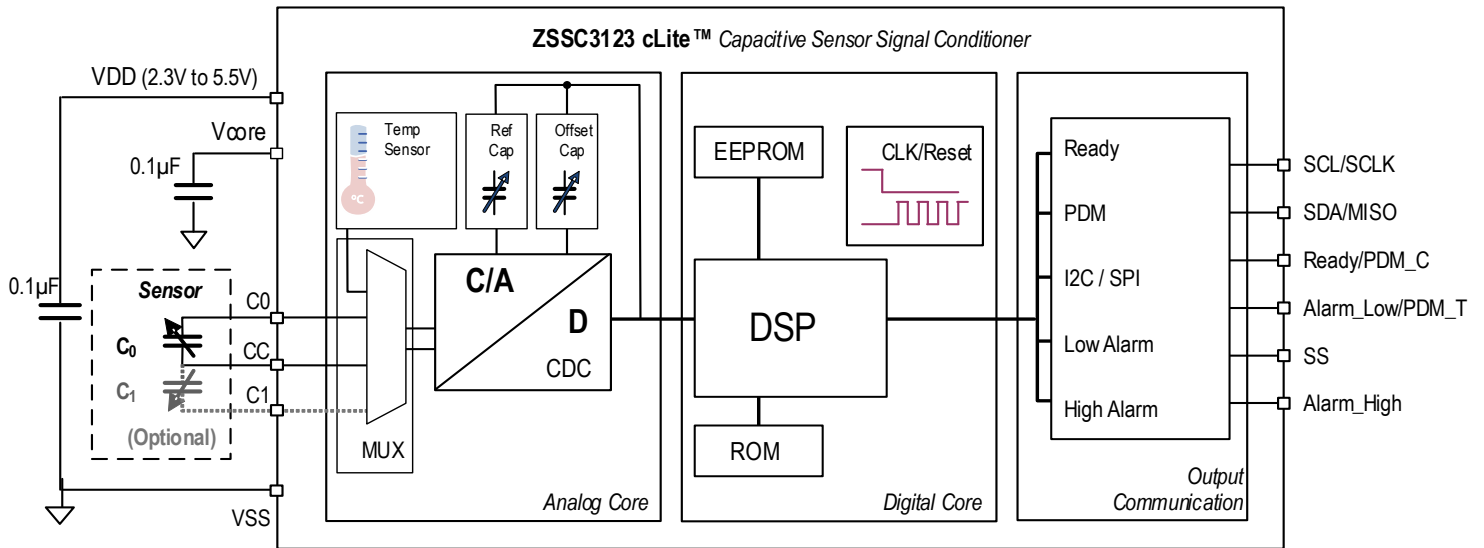 ZSSC3123 cLite™ Capacitive Sensor Signal Conditioner
VDD (2.3V to 5.5V)
Vcore
0.1µF
0.1µF
Sensor
C0
C0
CC
C1
C1
(Optional)
VSS
Temp
Sensor
ºC
Ref
Cap
Offset
Cap
MUX
C/A
D
CDC
Analog Core
EEPROM
CLK/Reset
DSP
ROM
Digital Core
Ready
PDM
I2C / SPI
Low Alarm
High Alarm
Output
Communication
SCL/SCLK
SDA/MISO
Ready/PDM_C
Alarm_Low/PDM_T
SS
Alarm_High